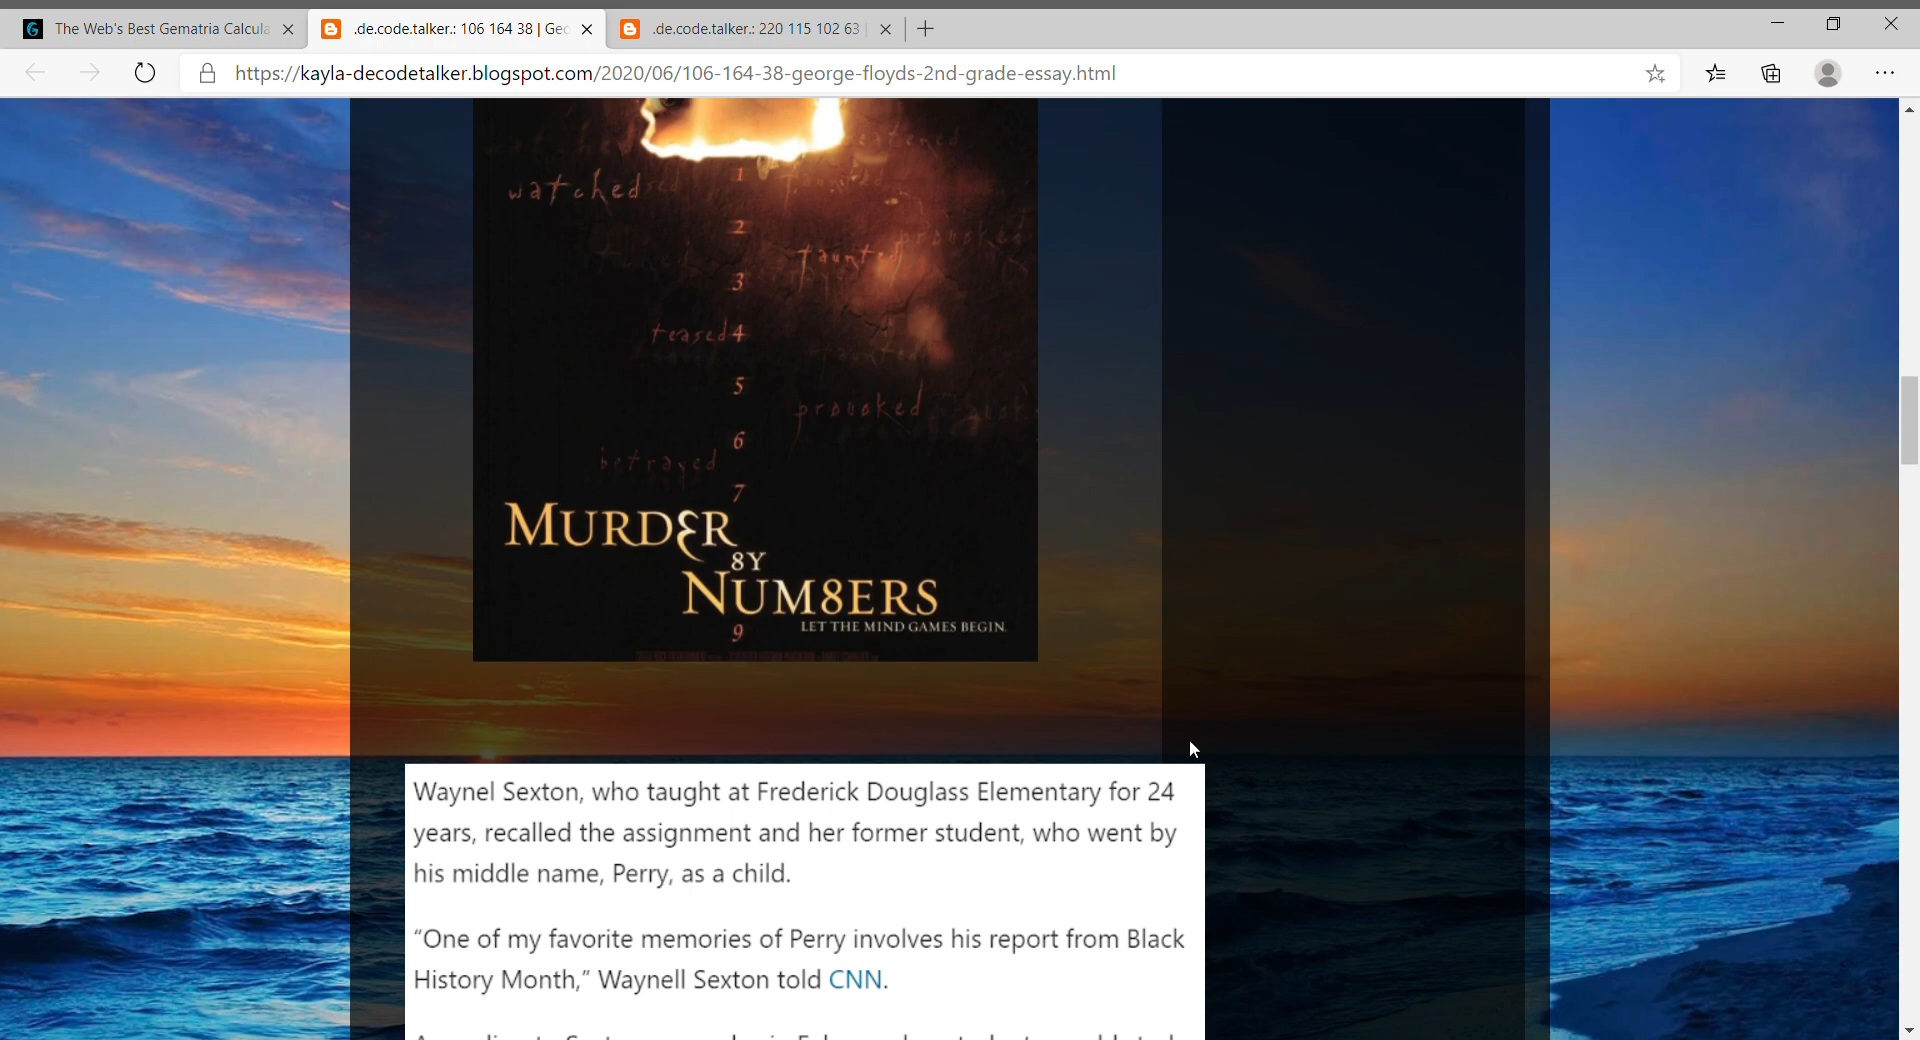 The Web's Best Gematria Calcula
.de.code.talker.: 106 164 38 | Geo
.de.code.talker.: 220 115 102 63 |
https://kayla-decodetalker.blogspot.com/2020/06/106-164-38-george-floyds-2nd-grade-essay.html
1
watched
2
provoked
taunted
3
teased 4
taunted
5
provoked
6
betrayed
7
MURDER
8Y
NUM8ERS
LET THE MIND GAMES BEGIN.
9
Waynel Sexton, who taught at Frederick Douglass Elementary for 24
years, recalled the assignment and her former student, who went by
his middle name, Perry, as a child.
“One of my favorite memories of Perry involves his report from Black
History Month,” Waynell Sexton told CNN.